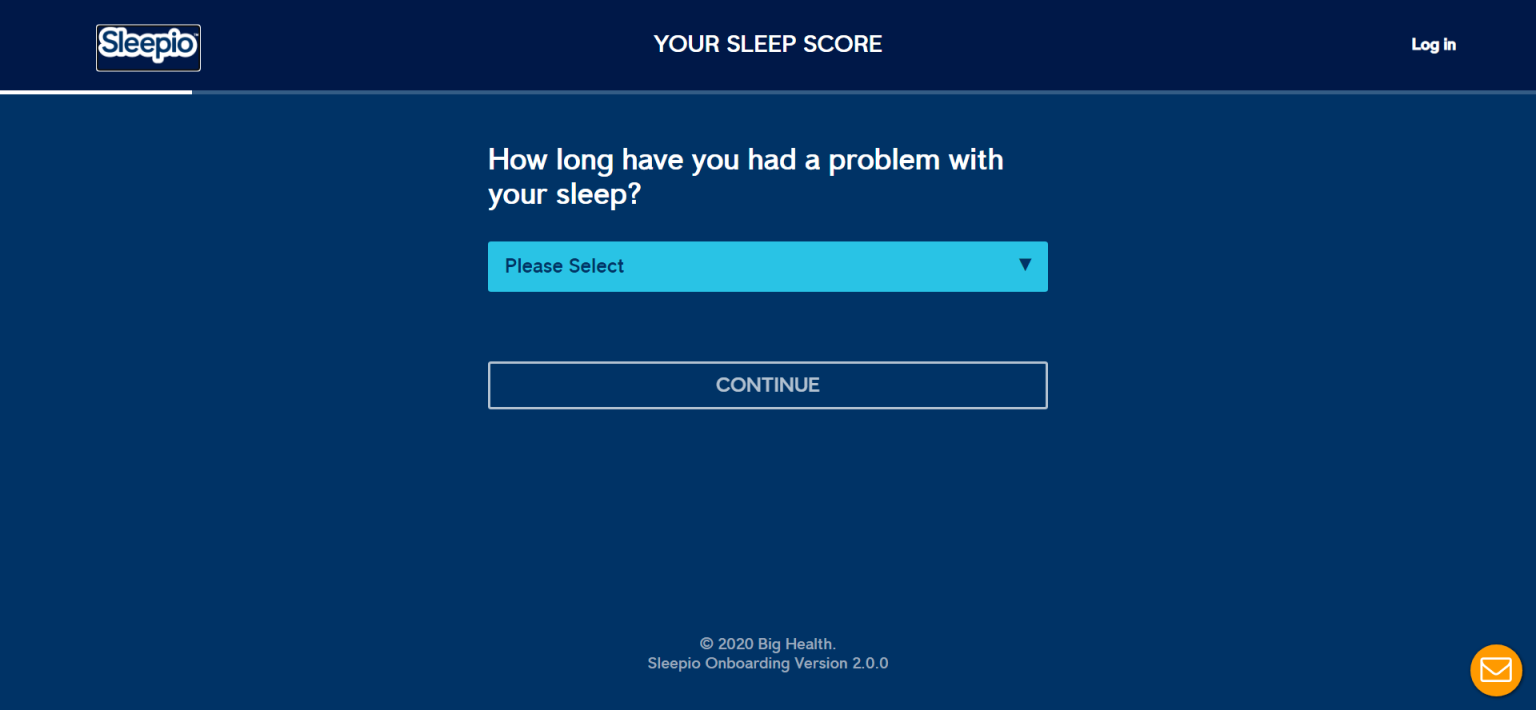 Sleepio™
YOUR SLEEP SCORE
Log in
How long have you had a problem with
your sleep?
Please Select
CONTINUE
© 2020 Big Health.
Sleepio Onboarding Version 2.0.0